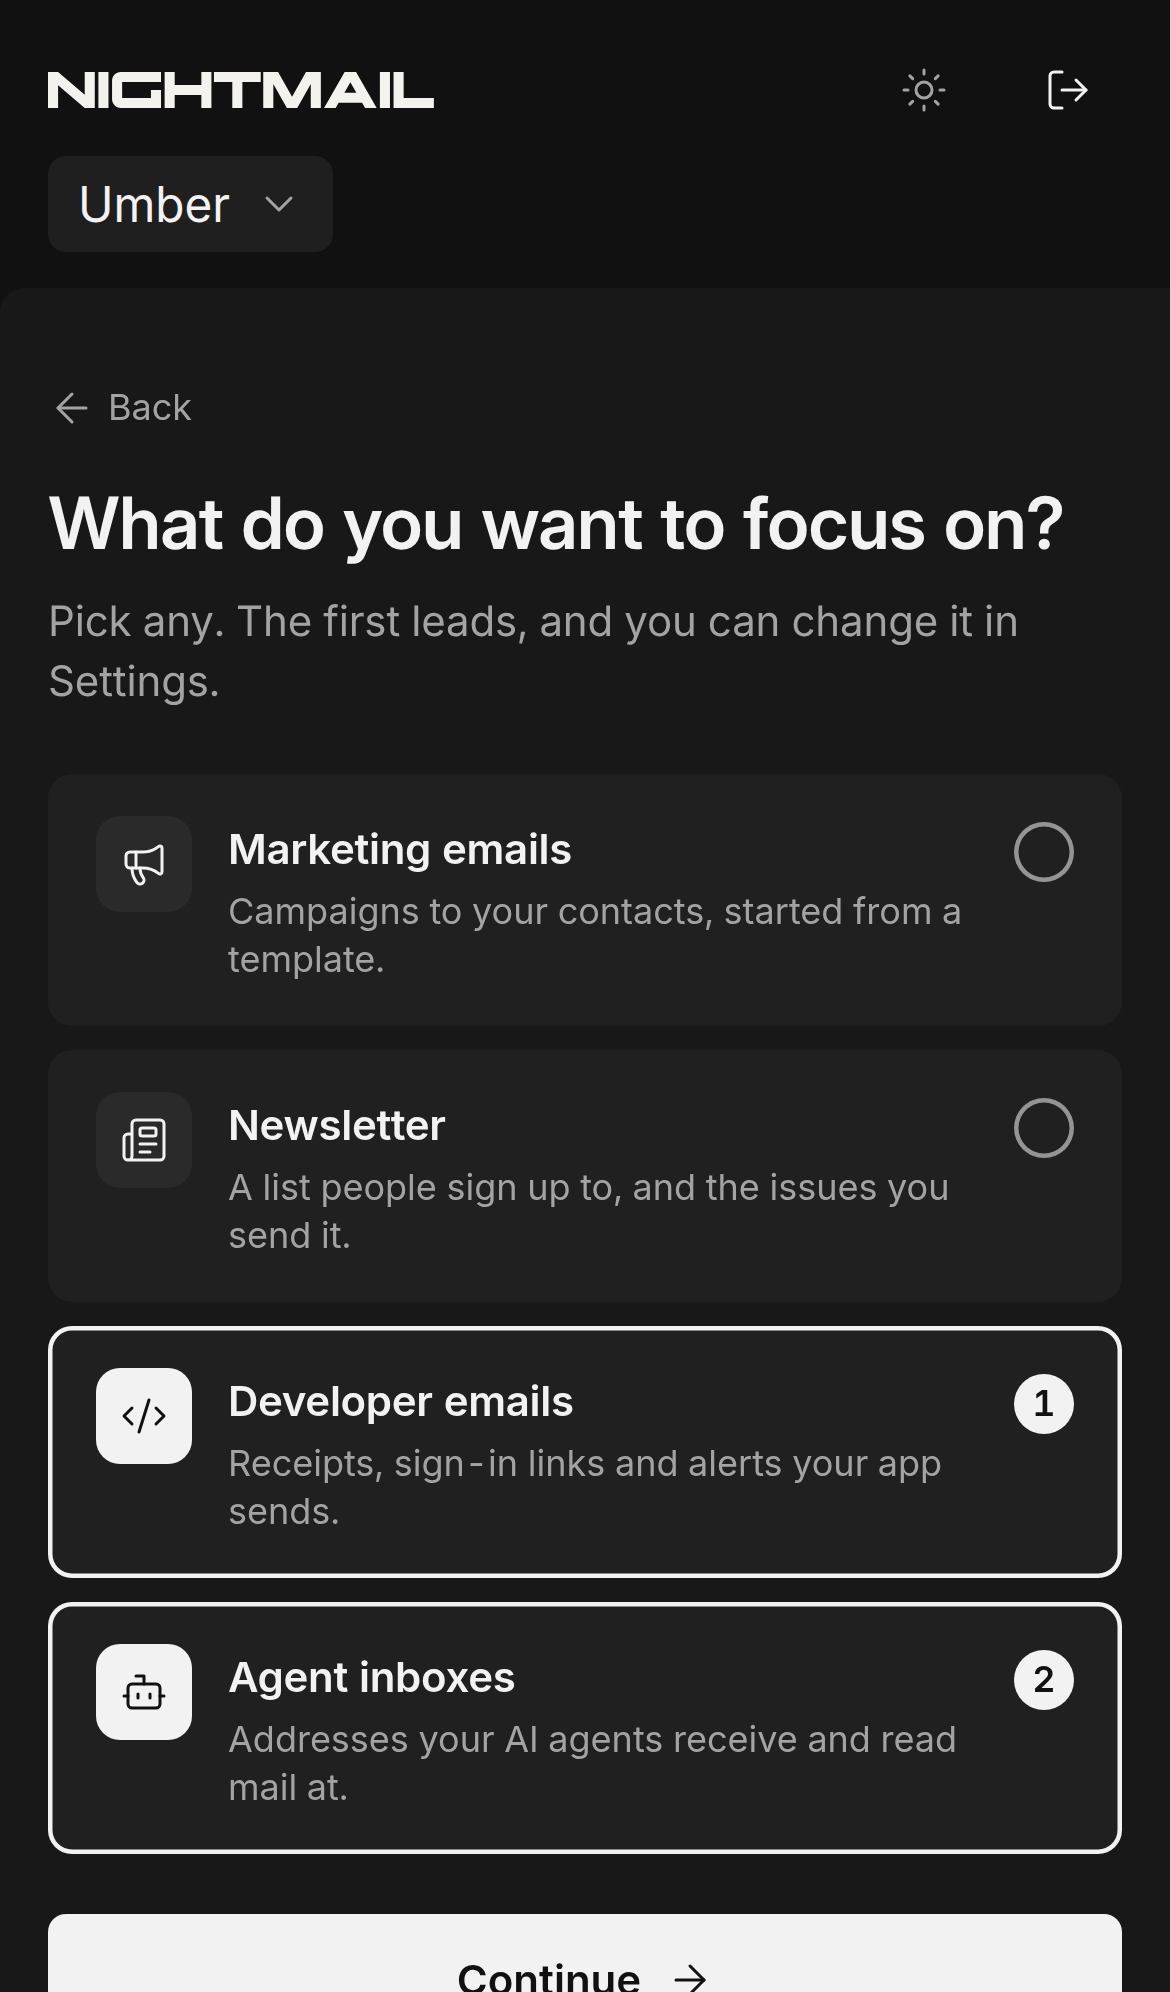 NIGHTMAIL
Umber
Back
What do you want to focus on?
Pick any. The first leads, and you can change it in
Settings.
Marketing emails
Campaigns to your contacts, started from a
template.
Newsletter
A list people sign up to, and the issues you
send it.
Developer emails
1
Receipts, sign-in links and alerts your app
sends.
Agent inboxes
2
Addresses your AI agents receive and read
mail at.
Continue